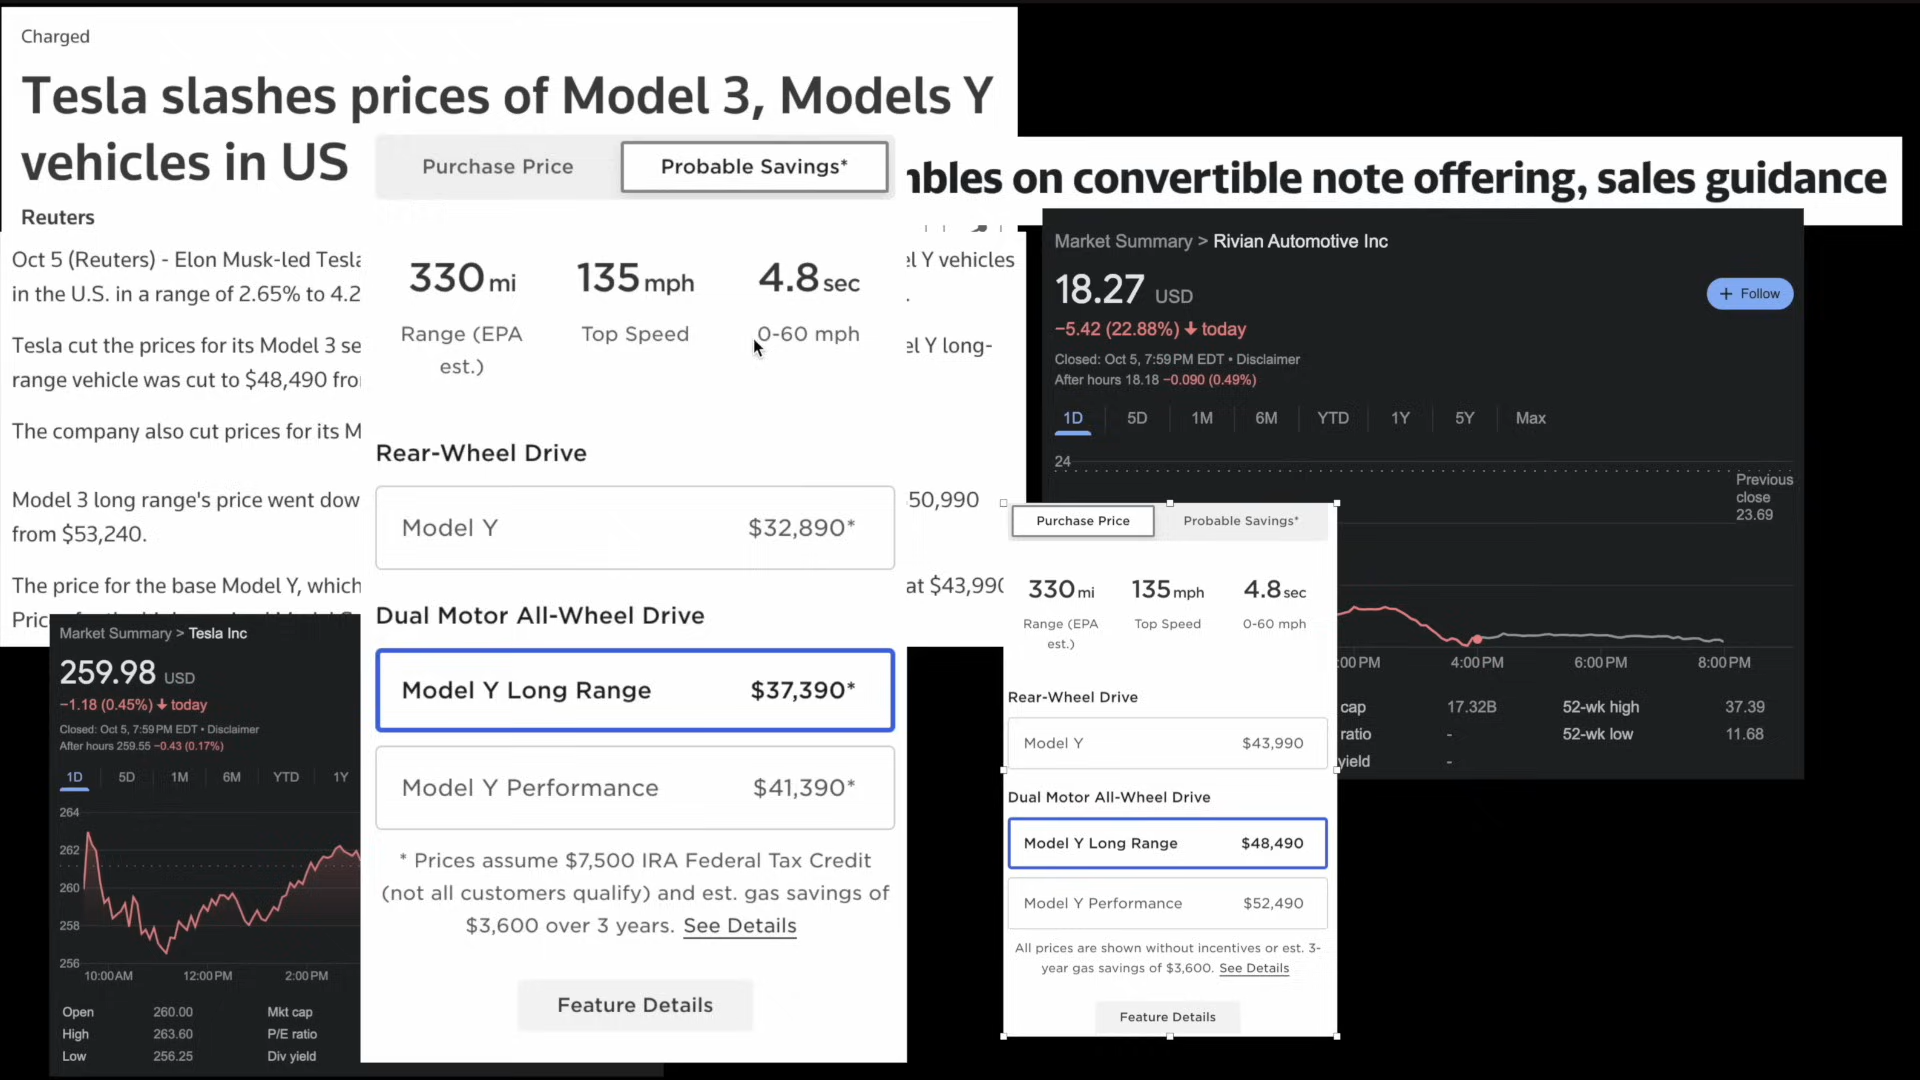 Charged
Tesla slashes prices of Model 3, Models Y
vehicles in US
Reuters
Oct 5 (Reuters) - Elon Musk-led Tesla
in the U.S. in a range of 2.65% to 4.2
Tesla cut the prices for its Model 3 se
range vehicle was cut to $48,490 fro
The company also cut prices for its M
Model 3 long range's price went dow
from $53,240.
The price for the base Model Y, which
Pric
el Y vehicles
el Y long-
50,990
at $43,990
on convertible note offering, sales guidance
Purchase Price
Probable Savings*
330 mi
135 mph
4.8 sec
Range (EPA
est.)
Top Speed
0-60 mph
Rear-Wheel Drive
Model Y $32,890*
Dual Motor All-Wheel Drive
Model Y Long Range $37,390*
Model Y Performance $41,390*
* Prices assume $7,500 IRA Federal Tax Credit
(not all customers qualify) and est. gas savings of
$3,600 over 3 years. See Details
Feature Details
Market Summary > Tesla Inc
259.98 USD
−1.18 (0.45%) ↓ today
Closed: Oct 5, 7:59 PM EDT • Disclaimer
After hours 259.55 −0.43 (0.17%)
1D 5D 1M 6M YTD 1Y
264
262
260
258
256
10:00 AM 12:00 PM 2:00 PM
Open 260.00 Mkt cap
High 263.60 P/E ratio
Low 256.25 Div yield
Market Summary > Rivian Automotive Inc
18.27 USD
+ Follow
−5.42 (22.88%) ↓ today
Closed: Oct 5, 7:59 PM EDT • Disclaimer
After hours 18.18 −0.090 (0.49%)
1D 5D 1M 6M YTD 1Y 5Y Max
24
Previous
close
23.69
:00 PM 4:00 PM 6:00 PM 8:00 PM
cap 17.32B 52-wk high 37.39
ratio - 52-wk low 11.68
yield -
Purchase Price
Probable Savings*
330 mi
135 mph
4.8 sec
Range (EPA
est.)
Top Speed
0-60 mph
Rear-Wheel Drive
Model Y $43,990
Dual Motor All-Wheel Drive
Model Y Long Range $48,490
Model Y Performance $52,490
All prices are shown without incentives or est. 3-
year gas savings of $3,600. See Details
Feature Details